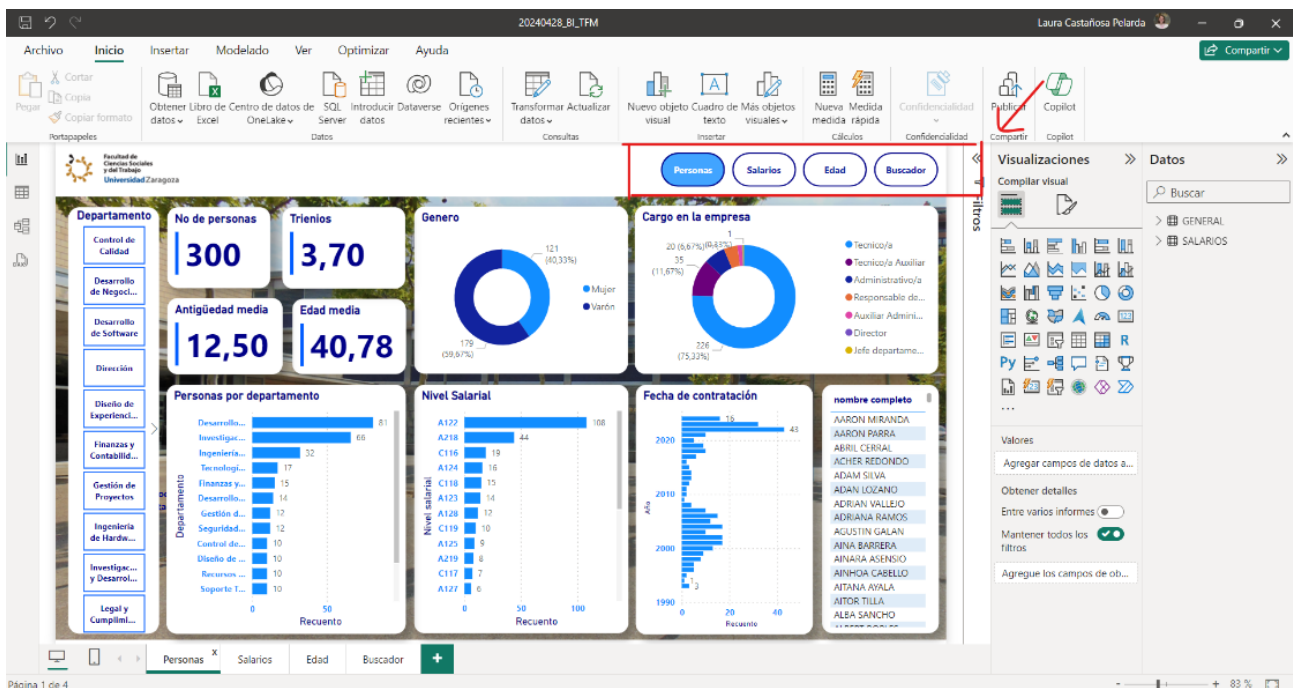 20240428_BI_TFM
Laura Castañosa Pelarda
Archivo Inicio Insertar Modelado Ver Optimizar Ayuda
Compartir
Pegar
Cortar
Copia
Copiar formato
Portapapeles
Obtener datos
Libro de Excel
Centro de datos de OneLake
SQL Server
Introducir datos
Dataverse
Orígenes recientes
Datos
Transformar datos
Actualizar
Consultas
Nuevo objeto visual
Cuadro de texto
Más objetos visuales
Insertar
Nueva medida
Medida rápida
Cálculos
Confidencialidad
Confidencialidad
Publicar
Compartir
Copilot
Copilot
Facultad de
Ciencias Sociales
y del Trabajo
Universidad Zaragoza
Personas Salarios Edad Buscador
Departamento
Control de
Calidad
Desarrollo
de Negoci...
Desarrollo
de Software
Dirección
Diseño de
Experienci...
Finanzas y
Contabilid...
Gestión de
Proyectos
Ingeniería
de Hardw...
Investigac...
y Desarrol...
Legal y
Cumplimi...
No de personas
300
Trienios
3,70
Antigüedad media
12,50
Edad media
40,78
Genero
121
(40,33%)
179
(59,67%)
Mujer
Varón
Cargo en la empresa
1
(0,33%)
20 (6,67%)
35
(11,67%)
226
(75,33%)
Tecnico/a
Tecnico/a Auxiliar
Administrativo/a
Responsable de...
Auxiliar Admini...
Director
Jefe departame...
Personas por departamento
Departamento
Desarrollo... 81
Investigac... 66
Ingeniería... 32
Tecnologí... 17
Finanzas y... 15
Desarrollo... 14
Gestión d... 12
Seguridad... 12
Control de... 10
Diseño de ... 10
Recursos ... 10
Soporte T... 10
0 50
Recuento
Nivel Salarial
Nivel salarial
A122 108
A218 44
C116 19
A124 16
C118 15
A123 14
A128 12
C119 10
A125 9
A219 8
C117 7
A127 6
0 50 100
Recuento
Fecha de contratación
Año
16
43
2020
2010
2000
1
3
1990
0 20 40
Recuento
nombre completo
AARON MIRANDA
AARON PARRA
ABRIL CERRAL
ACHER REDONDO
ADAM SILVA
ADAN LOZANO
ADRIAN VALLEJO
ADRIANA RAMOS
AGUSTIN GALAN
AINA BARRERA
AINARA ASENSIO
AINHOA CABELLO
AITANA AYALA
AITOR TILLA
ALBA SANCHO
Filtros
Visualizaciones
Compilar visual
R
Py
123
...
Valores
Agregar campos de datos a...
Obtener detalles
Entre varios informes
Mantener todos los
filtros
Agregue los campos de ob...
Datos
Buscar
GENERAL
SALARIOS
Personas Salarios Edad Buscador
Página 1 de 4
83 %